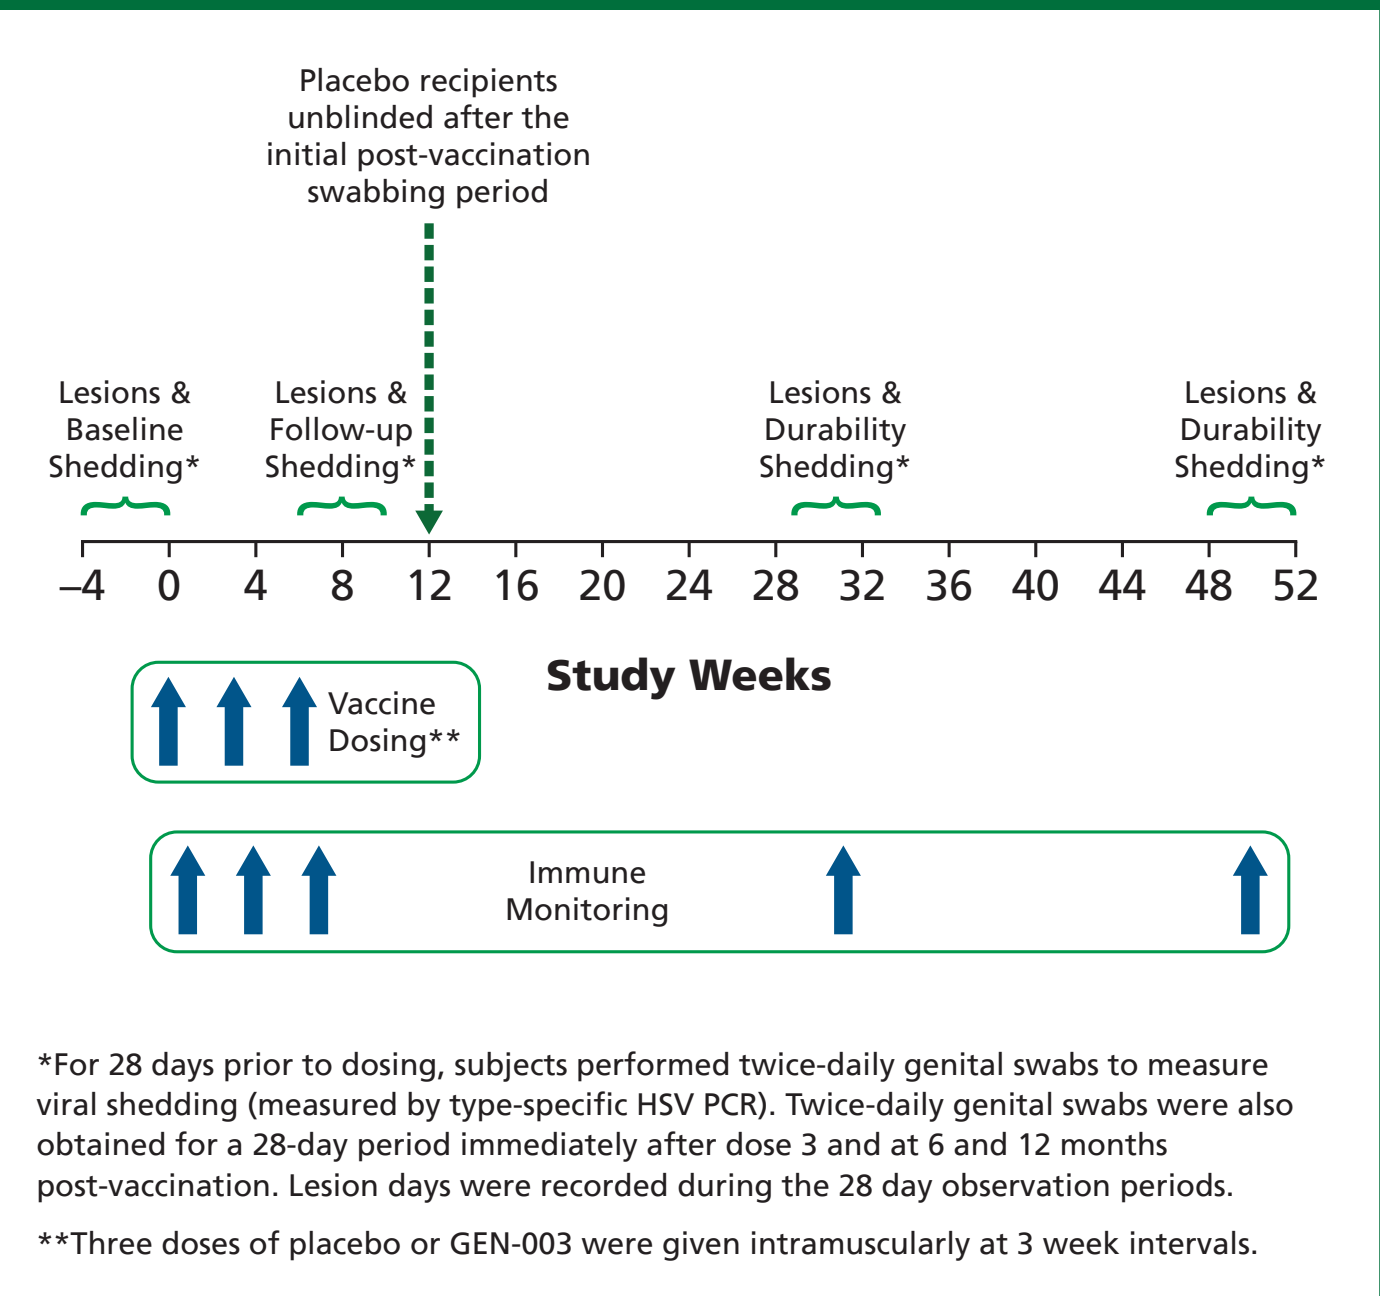 Placebo recipients
unblinded after the
initial post-vaccination
swabbing period
Lesions &
Baseline
Shedding*
Lesions &
Follow-up
Shedding*
Lesions &
Durability
Shedding*
Lesions &
Durability
Shedding*
–4 0 4 8 12 16 20 24 28 32 36 40 44 48 52
Study Weeks
Vaccine
Dosing**
Immune
Monitoring
*For 28 days prior to dosing, subjects performed twice-daily genital swabs to measure
viral shedding (measured by type-specific HSV PCR). Twice-daily genital swabs were also
obtained for a 28-day period immediately after dose 3 and at 6 and 12 months
post-vaccination. Lesion days were recorded during the 28 day observation periods.
**Three doses of placebo or GEN-003 were given intramuscularly at 3 week intervals.